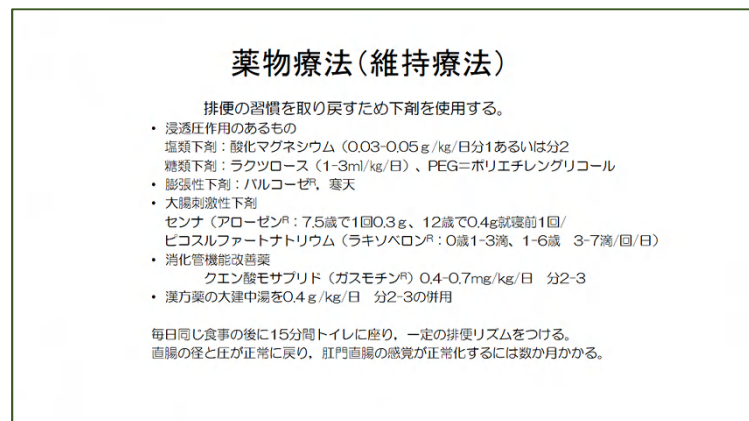 薬物療法（維持療法）
排便の習慣を取り戻すため下剤を使用する。
• 浸透圧作用のあるもの
塩類下剤：酸化マグネシウム（0.03-0.05ｇ/kg/日分1あるいは分2
糖類下剤：ラクツロース（1-3ml/kg/日）、PEG＝ポリエチレングリコール
• 膨張性下剤：バルコーゼᴿ，寒天
• 大腸刺激性下剤
センナ（アローゼンᴿ：7.5歳で1回0.3ｇ、12歳で0.4g就寝前1回/
ピコスルファートナトリウム（ラキソベロンᴿ：0歳1-3滴、1-6歳　3-7滴/回/日）
• 消化管機能改善薬
クエン酸モサプリド（ガスモチンᴿ）0.4-0.7mg/kg/日　分2-3
• 漢方薬の大建中湯を0.4ｇ/kg/日　分2-3の併用
毎日同じ食事の後に15分間トイレに座り，一定の排便リズムをつける。
直腸の径と圧が正常に戻り，肛門直腸の感覚が正常化するには数か月かかる。